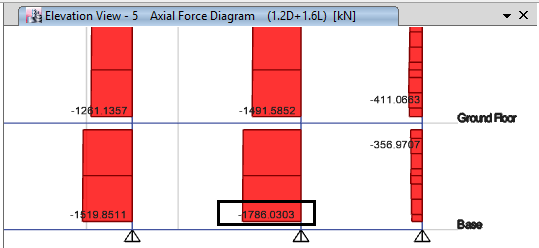 Elevation View - 5 Axial Force Diagram (1.2D+1.6L) [kN]
-1261.1357 -1491.5852 -411.0663
Ground Floor
-356.9707
-1519.8511 -1786.0303
Base